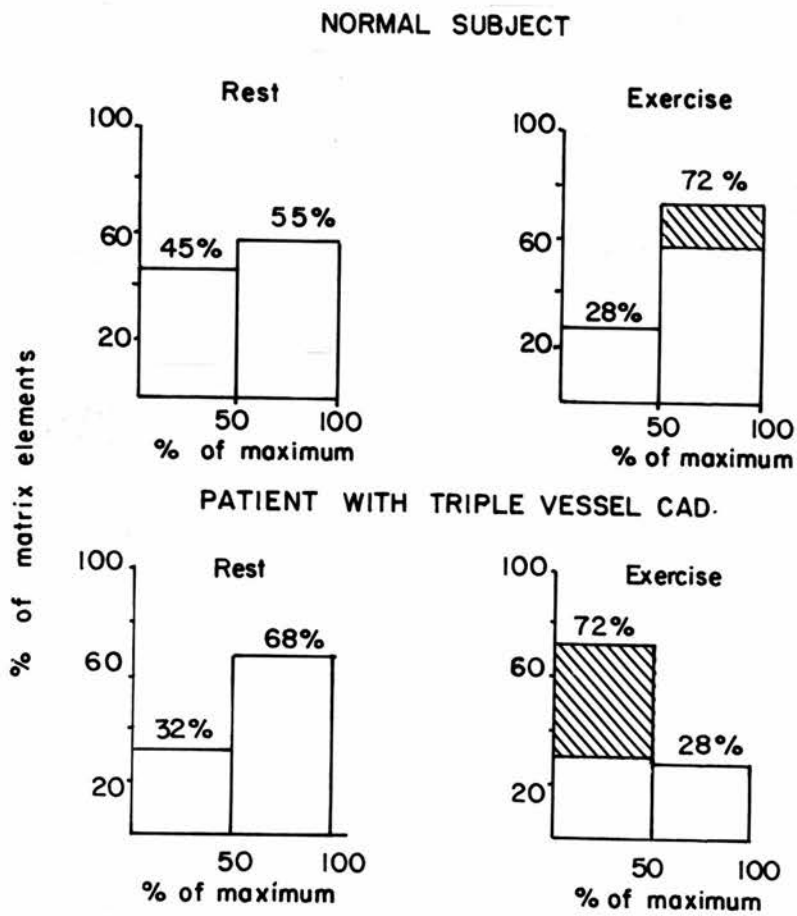 NORMAL SUBJECT
Rest
100
60
20
45%
55%
50
100
% of maximum
Exercise
100
60
20
28%
72 %
50
100
% of maximum
% of matrix elements
PATIENT WITH TRIPLE VESSEL CAD.
Rest
100
60
20
32%
68%
50
100
% of maximum
Exercise
100
60
20
72%
28%
50
100
% of maximum